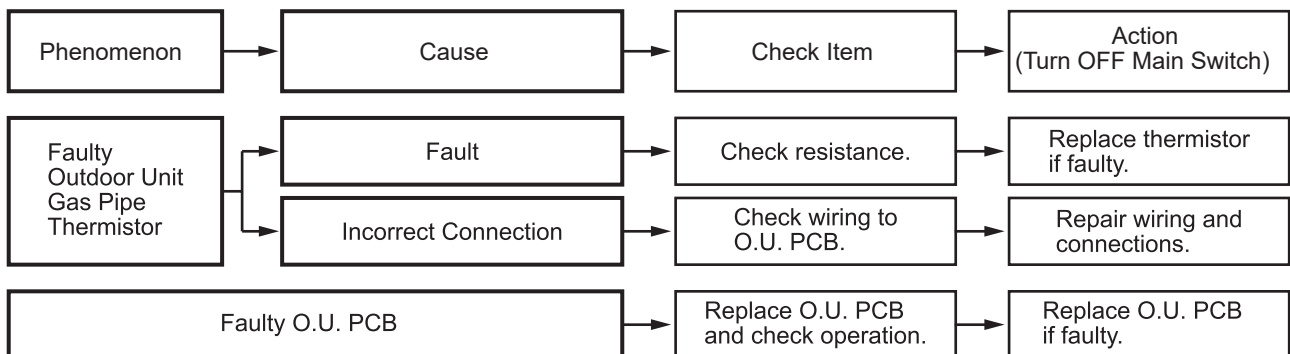 Phenomenon
Cause
Check Item
Action
(Turn OFF Main Switch)
Faulty
Outdoor Unit
Gas Pipe
Thermistor
Fault
Check resistance.
Replace thermistor
if faulty.
Incorrect Connection
Check wiring to
O.U. PCB.
Repair wiring and
connections.
Faulty O.U. PCB
Replace O.U. PCB
and check operation.
Replace O.U. PCB
if faulty.